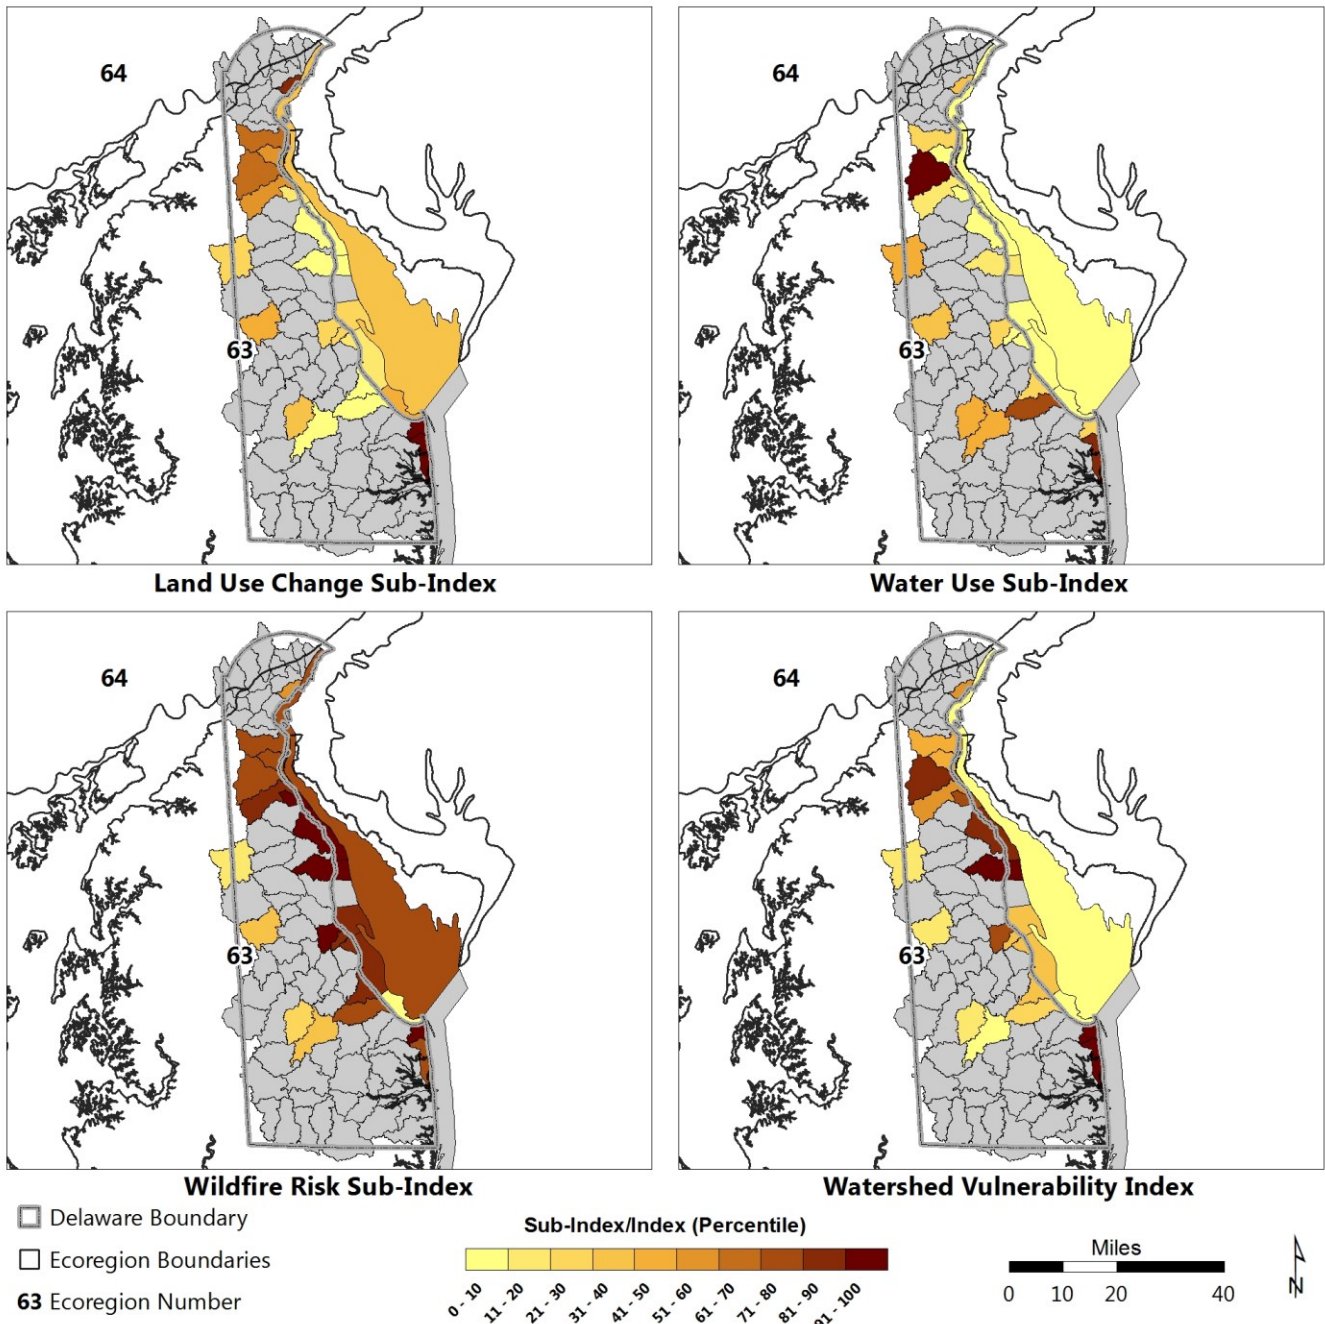 64
63
Land Use Change Sub-Index
64
63
Water Use Sub-Index
64
63
Wildfire Risk Sub-Index
64
63
Watershed Vulnerability Index
Delaware Boundary
Ecoregion Boundaries
63 Ecoregion Number
Sub-Index/Index (Percentile)
0 - 10
11 - 20
21 - 30
31 - 40
41 - 50
51 - 60
61 - 70
71 - 80
81 - 90
91 - 100
Miles
0 10 20 40
N